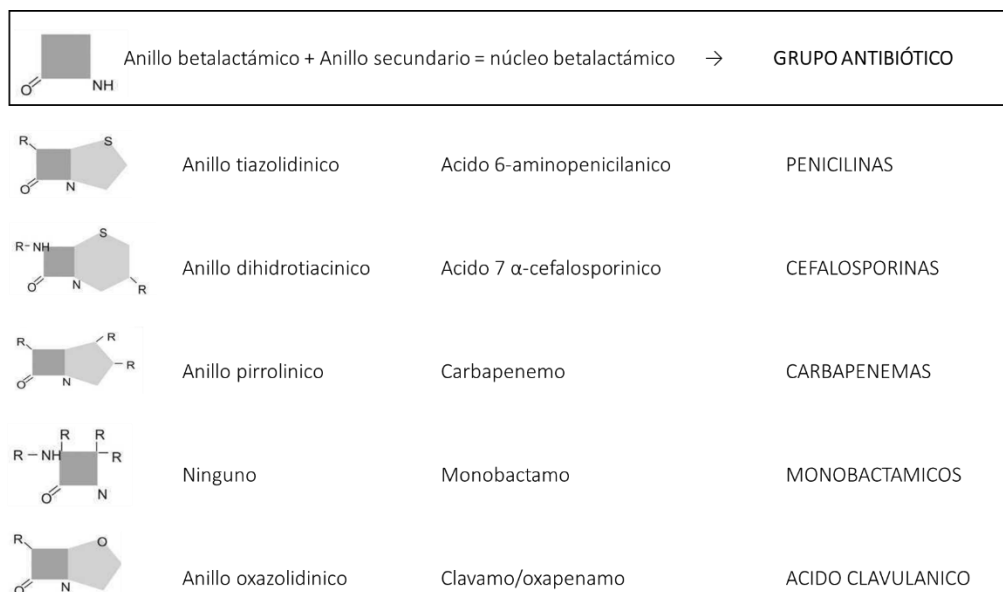 Anillo betalactámico + Anillo secundario = núcleo betalactámico → GRUPO ANTIBIÓTICO
O NH
R S
O N
Anillo tiazolidinico Acido 6-aminopenicilanico PENICILINAS
R-NH S
O N R
Anillo dihidrotiacinico Acido 7 α-cefalosporinico CEFALOSPORINAS
R R
R
O N
Anillo pirrolinico Carbapenemo CARBAPENEMAS
R R
R-NH R
O N
Ninguno Monobactamo MONOBACTAMICOS
R O
O N
Anillo oxazolidinico Clavamo/oxapenamo ACIDO CLAVULANICO